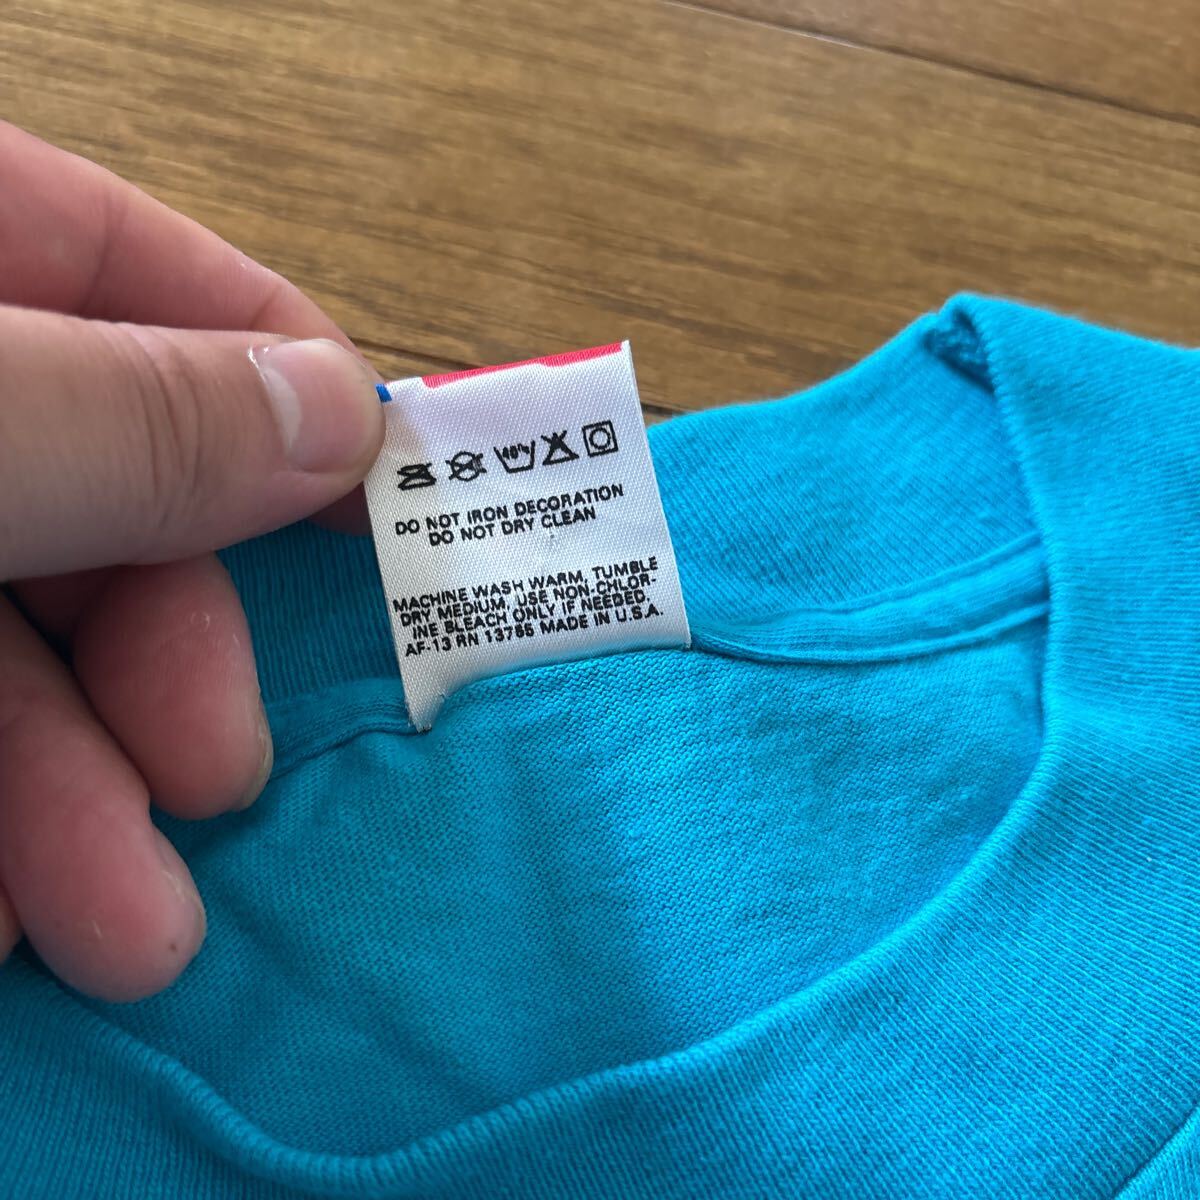 40°
DO NOT IRON DECORATION
DO NOT DRY CLEAN
MACHINE WASH WARM, TUMBLE
DRY MEDIUM, USE NON-CHLOR-
INE BLEACH ONLY IF NEEDED
AF-13 RN 13765 MADE IN U.S.A.